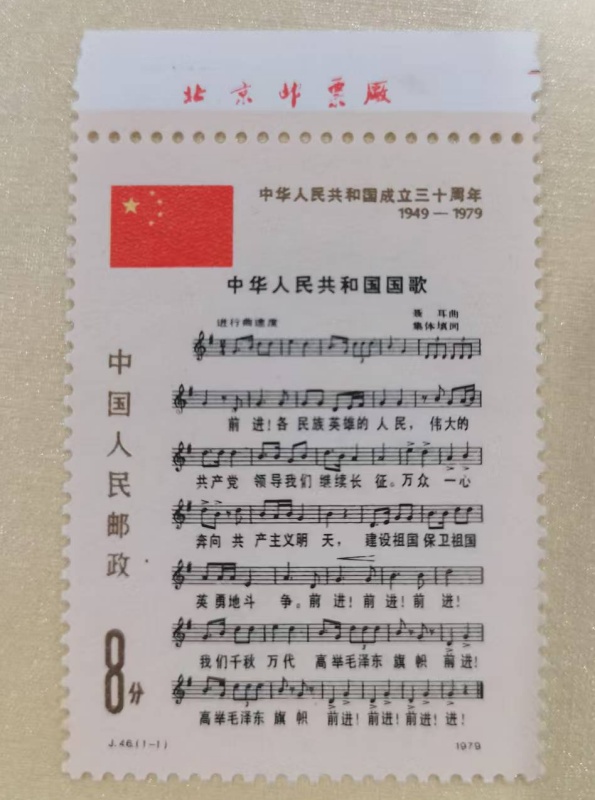 北京邮票厰
中华人民共和国成立三十周年
1949—1979
中华人民共和国国歌
聂耳曲
进行曲速度
集体填词
中国人民邮政
前进!各民族英雄的人民,伟大的
共产党领导我们继续长征。万众一心
奔向共产主义明天,建设祖国保卫祖国
英勇地斗争。前进!前进!前进!
我们千秋万代高举毛泽东旗帜前进!
高举毛泽东旗帜前进!前进!前进!进!
8分
J.46.(1-1)
1979